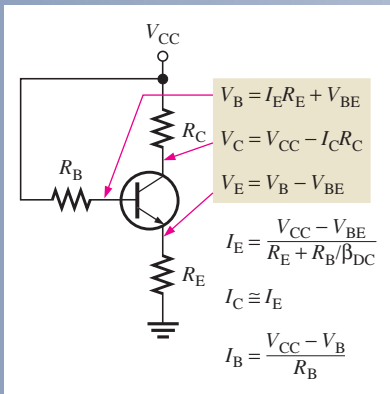 V_CC
R_C
R_B
R_E
V_B = I_E R_E + V_BE
V_C = V_CC − I_C R_C
V_E = V_B − V_BE
I_E = (V_CC − V_BE) / (R_E + R_B/β_DC)
I_C ≅ I_E
I_B = (V_CC − V_B) / R_B